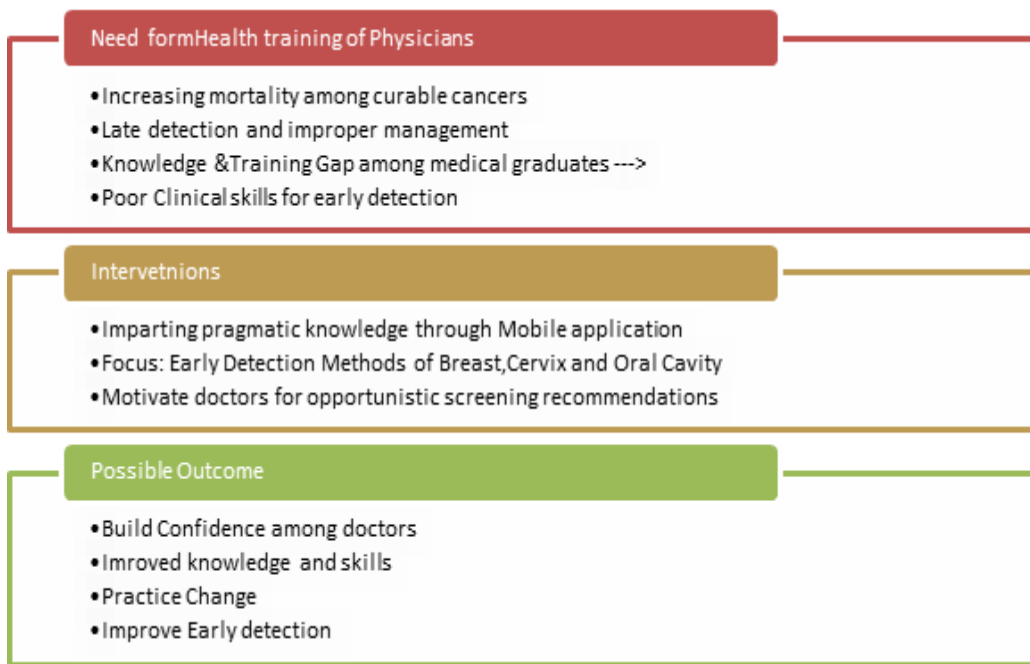 Need formHealth training of Physicians
•Increasing mortality among curable cancers
•Late detection and improper management
•Knowledge &Training Gap among medical graduates --->
•Poor Clinical skills for early detection
Intervetnions
•Imparting pragmatic knowledge through Mobile application
•Focus: Early Detection Methods of Breast,Cervix and Oral Cavity
•Motivate doctors for opportunistic screening recommendations
Possible Outcome
•Build Confidence among doctors
•Imroved knowledge and skills
•Practice Change
•Improve Early detection